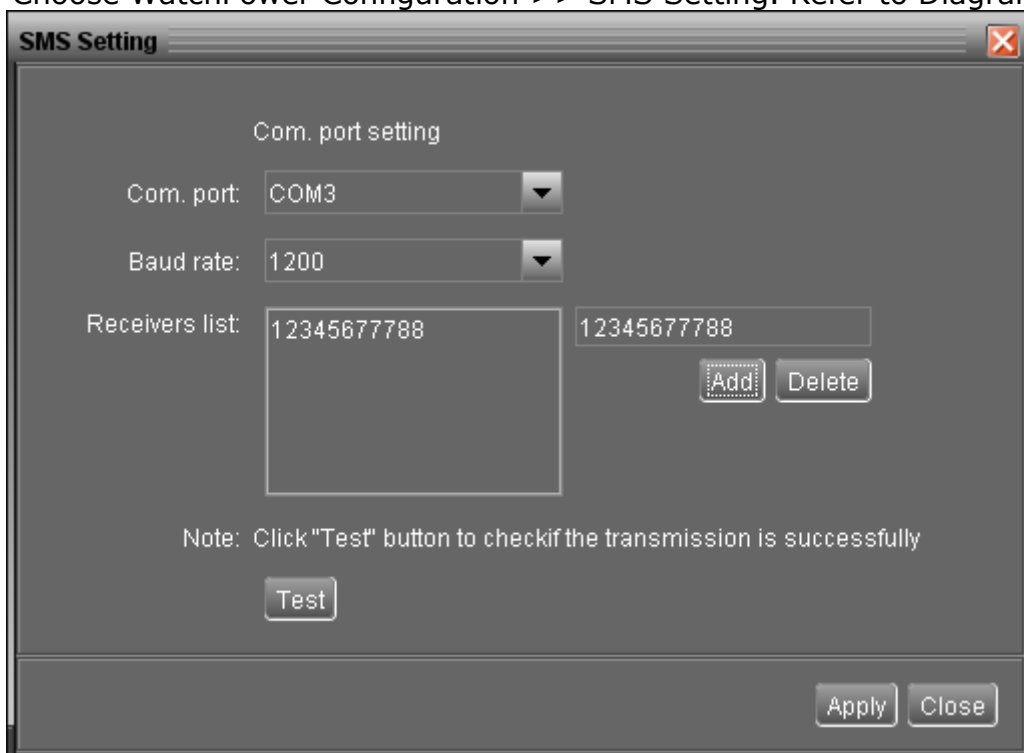 Choose WatchPower Configuration >> SMS Setting. Refer to Diagram
SMS Setting
Com. port setting
Com. port: COM3
Baud rate: 1200
Receivers list: 12345677788 12345677788
Add Delete
Note: Click "Test" button to checkif the transmission is successfully
Test
Apply Close